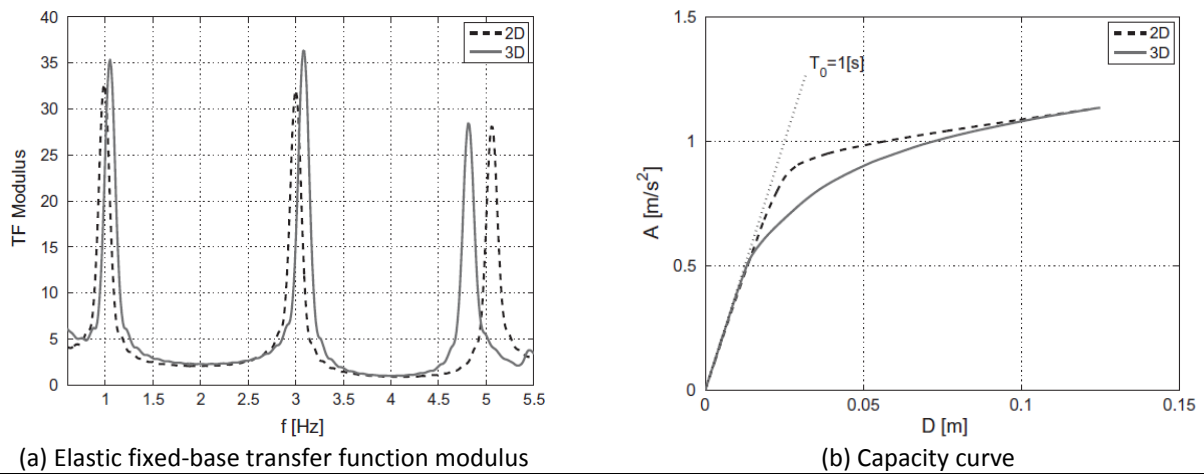 40
35
30
25
20
15
10
5
0
TF Modulus
1 1.5 2 2.5 3 3.5 4 4.5 5 5.5
f [Hz]
2D
3D
(a) Elastic fixed-base transfer function modulus
1.5
1
0.5
0
A [m/s²]
0 0.05 0.1 0.15
D [m]
T₀=1[s]
2D
3D
(b) Capacity curve